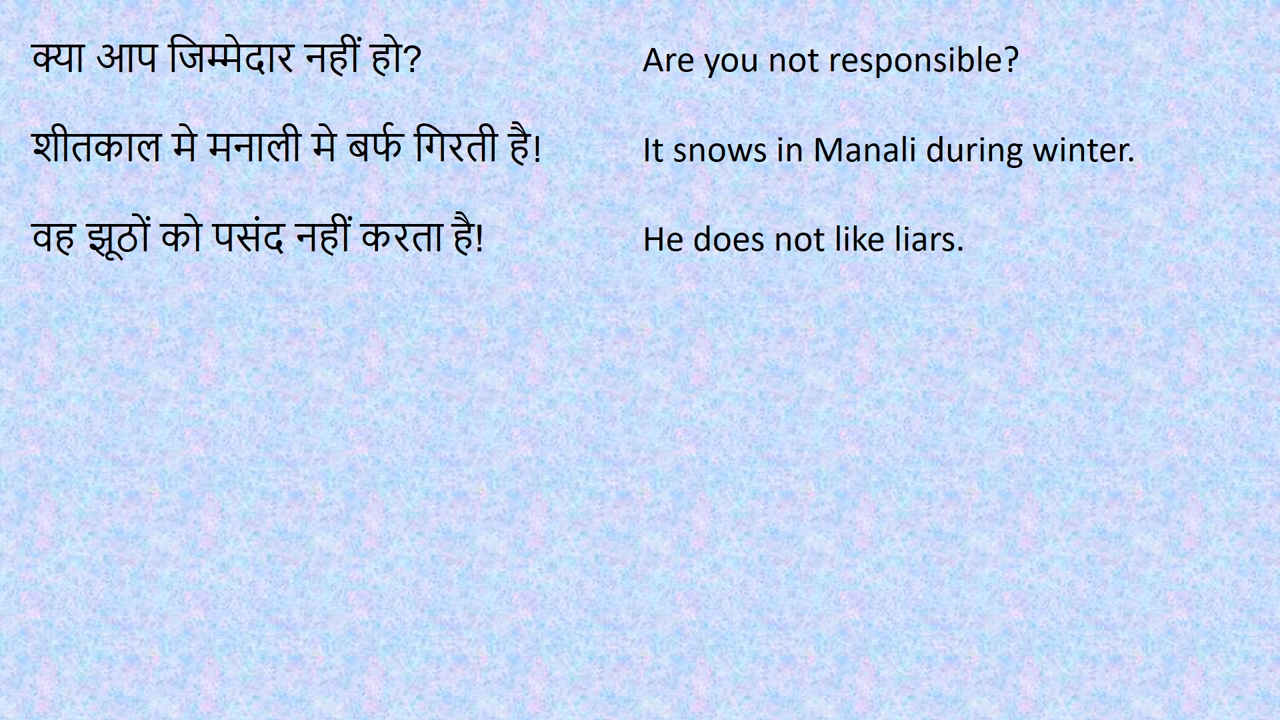 क्या आप जिम्मेदार नहीं हो? Are you not responsible?
शीतकाल मे मनाली मे बर्फ गिरती है! It snows in Manali during winter.
वह झूठों को पसंद नहीं करता है! He does not like liars.